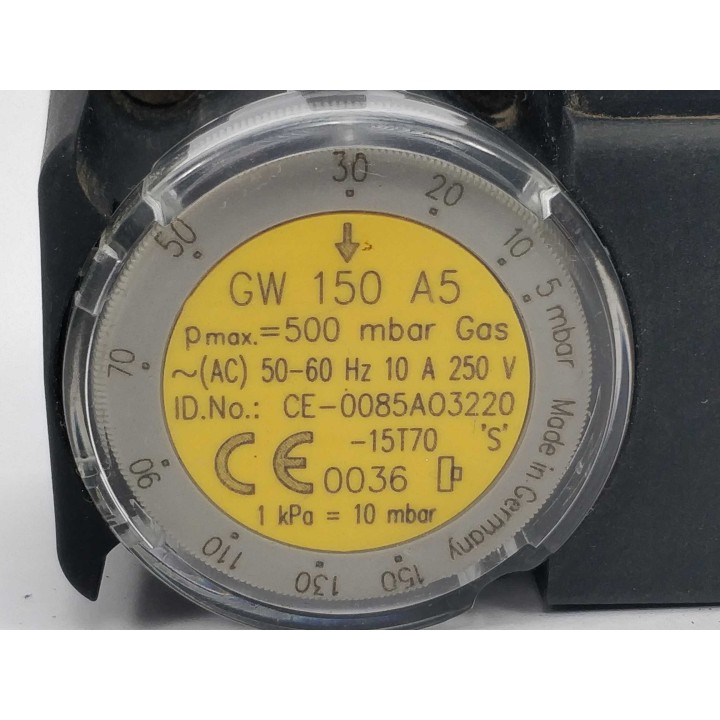 30
20
10
5 mbar
Made in Germany
150
130
110
90
70
50
GW 150 A5
pmax.=500 mbar Gas
~(AC) 50-60 Hz 10 A 250 V
ID.No.: CE-0085AO3220
-15T70 'S'
CE 0036
1 kPa = 10 mbar